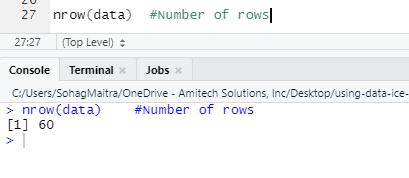 27 nrow(data) #Number of rows
27:27 (Top Level)
Console Terminal × Jobs ×
C:/Users/SohagMaitra/OneDrive - Amitech Solutions, Inc/Desktop/using-data-ice-
> nrow(data) #Number of rows
[1] 60
>